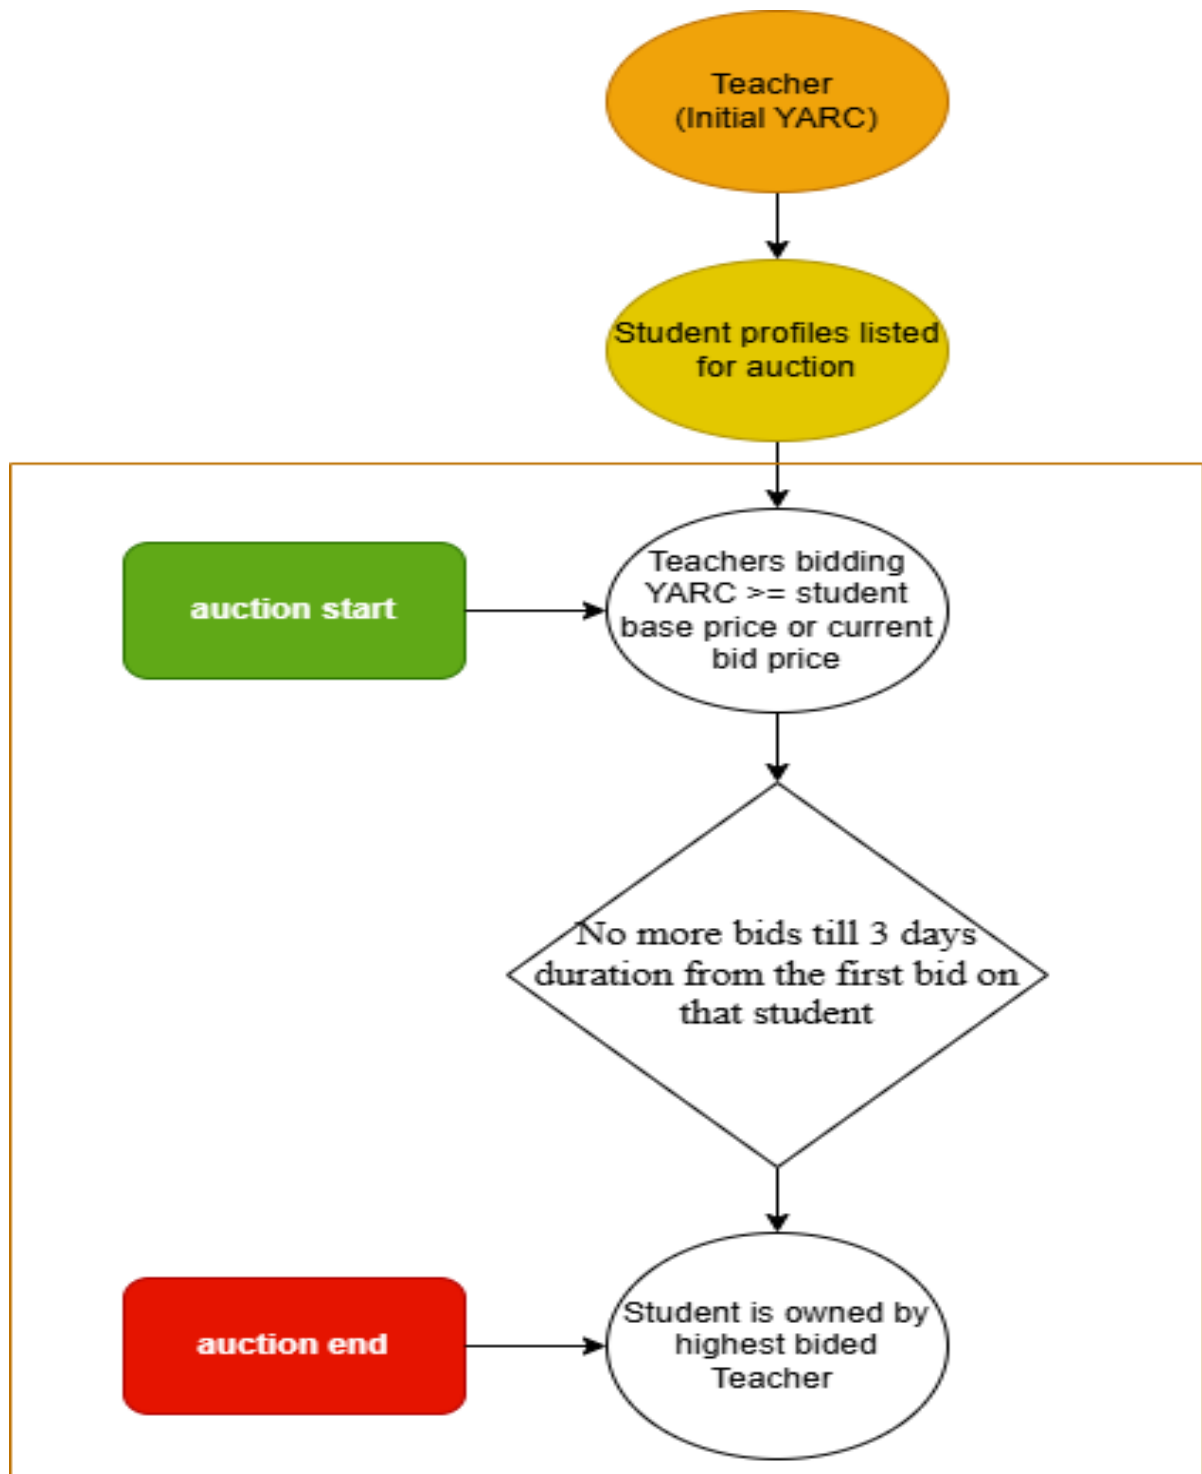 Teacher
(Initial YARC)
Student profiles listed
for auction
auction start
Teachers bidding
YARC >= student
base price or current
bid price
No more bids till 3 days
duration from the first bid on
that student
auction end
Student is owned by
highest bided
Teacher